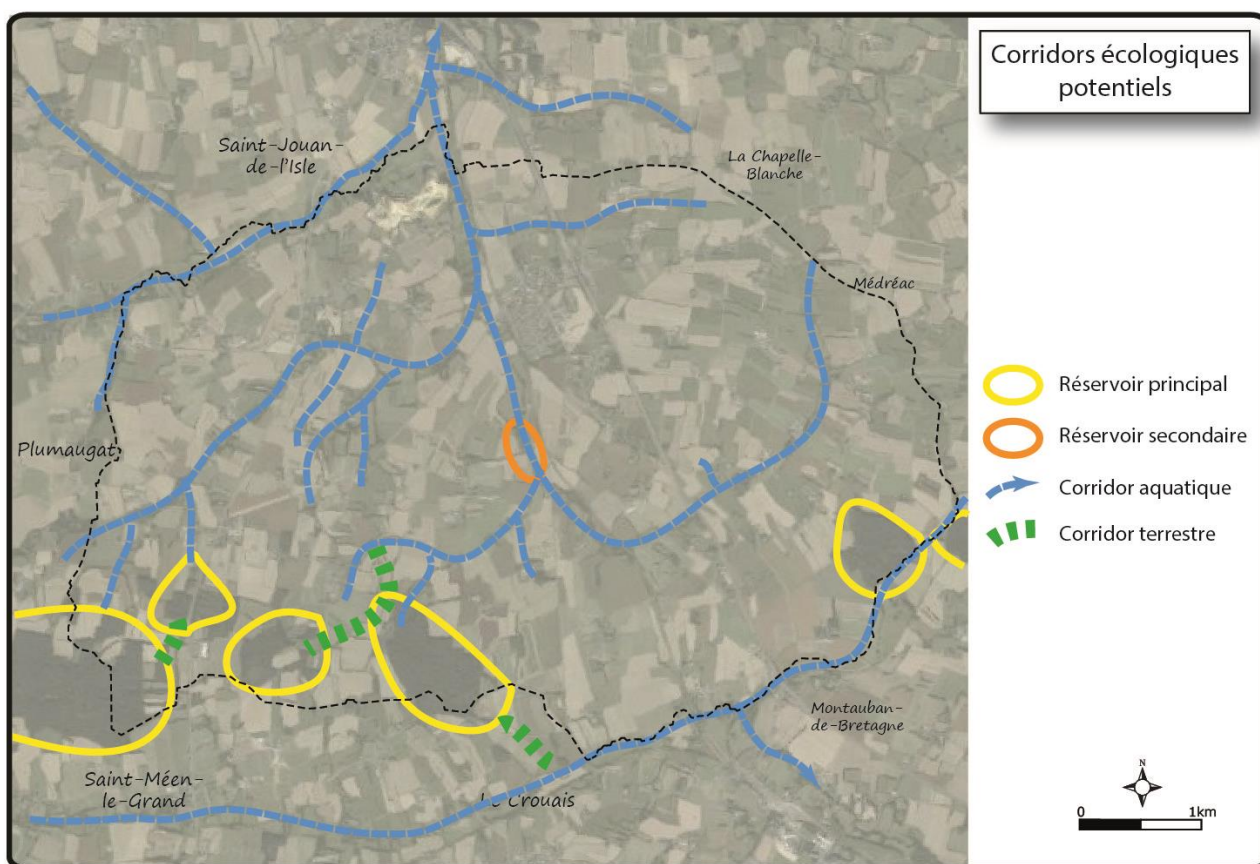 Corridors écologiques
potentiels
Saint-Jouan-
de-l'Isle
La Chapelle-
Blanche
Médréac
Plumaugat
Saint-Méen-
le-Grand
Le Crouais
Montauban-
de-Bretagne
Réservoir principal
Réservoir secondaire
Corridor aquatique
Corridor terrestre
N
0 1km